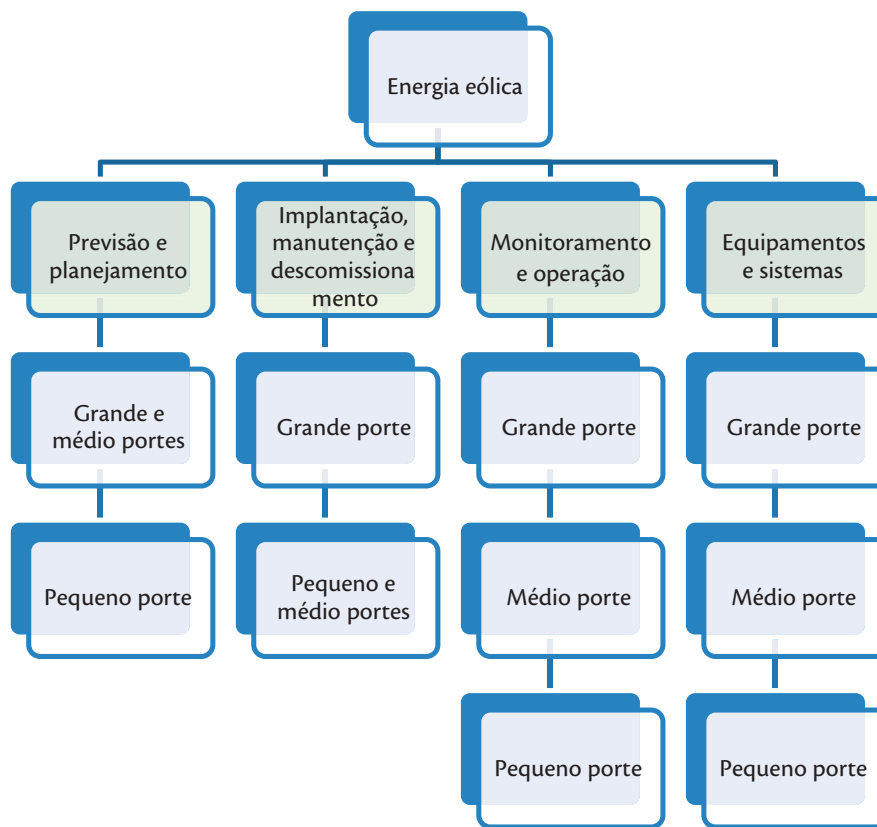 Energia eólica
Previsão e
planejamento
Implantação,
manutenção e
descomissiona
mento
Monitoramento
e operação
Equipamentos
e sistemas
Grande e
médio portes
Grande porte
Grande porte
Grande porte
Pequeno porte
Pequeno e
médio portes
Médio porte
Médio porte
Pequeno porte
Pequeno porte